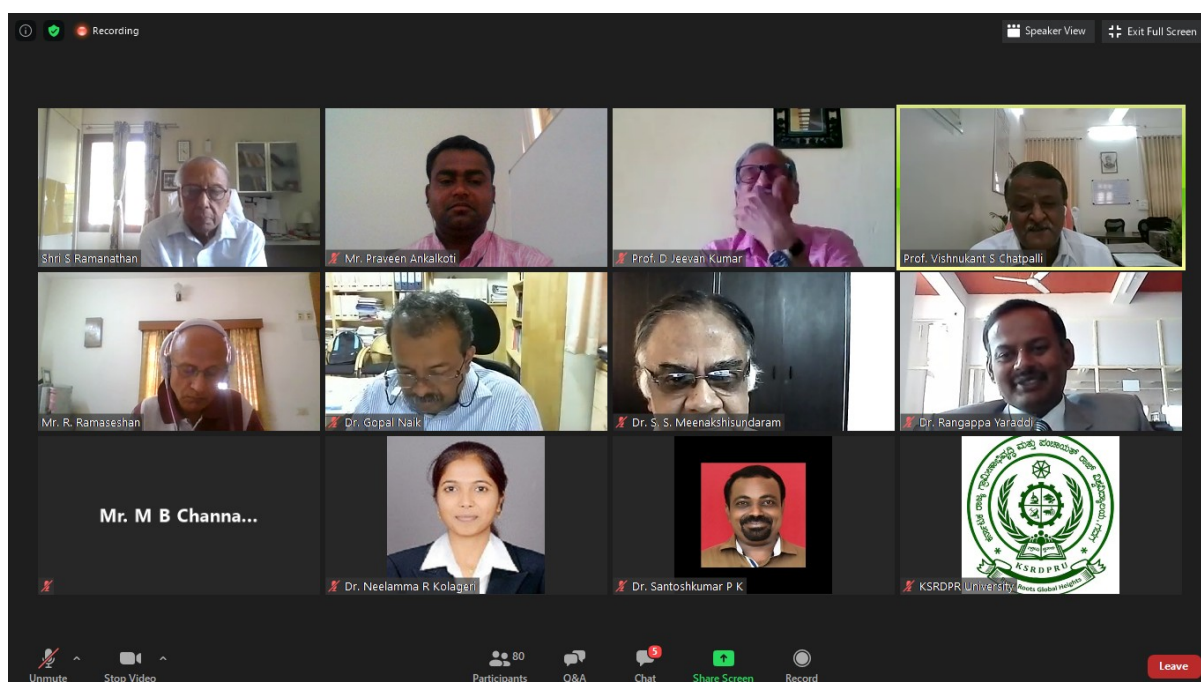 Recording
Speaker View
Exit Full Screen
Shri S Ramanathan
Mr. Praveen Ankalkoti
Prof. D Jeevan Kumar
Prof. Vishnukant S Chatpalli
Mr. R. Ramaseshan
Dr. Gopal Naik
Dr. S. S. Meenakshisundaram
Dr. Rangappa Yaraddi
Mr. M B Channa...
Dr. Neelamma R Kolageri
Dr. Santoshkumar P K
KSRDPRU
Roots Global Heights
KSRDPR University
Unmute
Stop Video
80
Participants
Q&A
5
Chat
Share Screen
Record
Leave